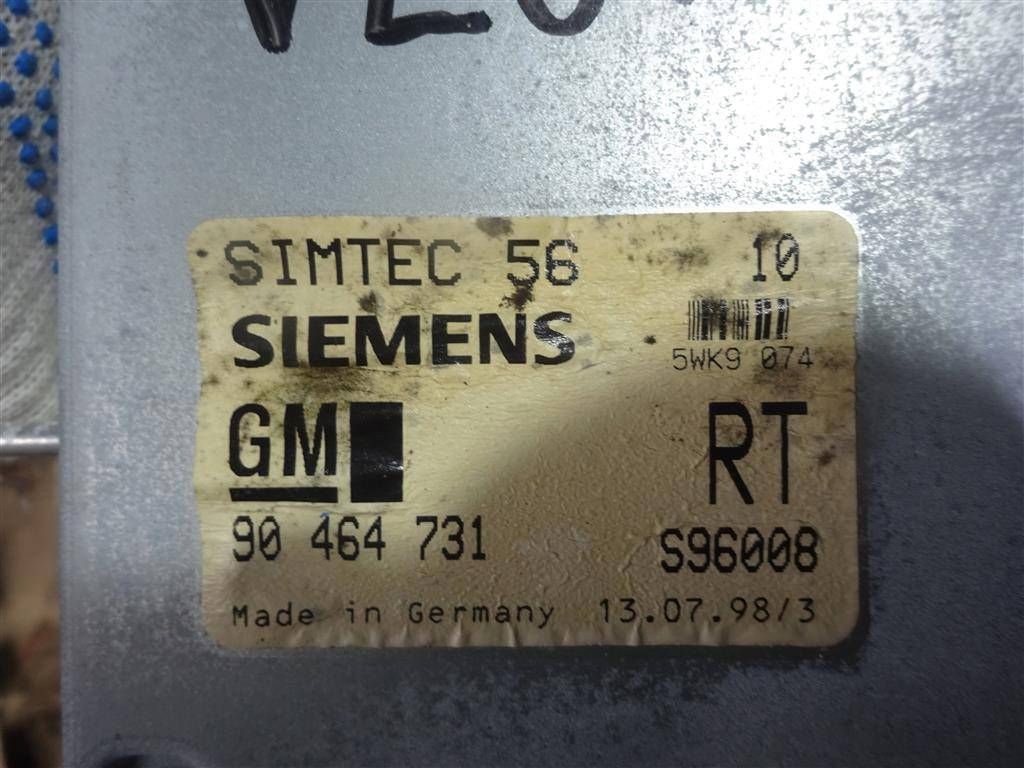 SIMTEC 56 10
SIEMENS
5WK9 074
GM RT
90 464 731 S96008
Made in Germany 13.07.98/3